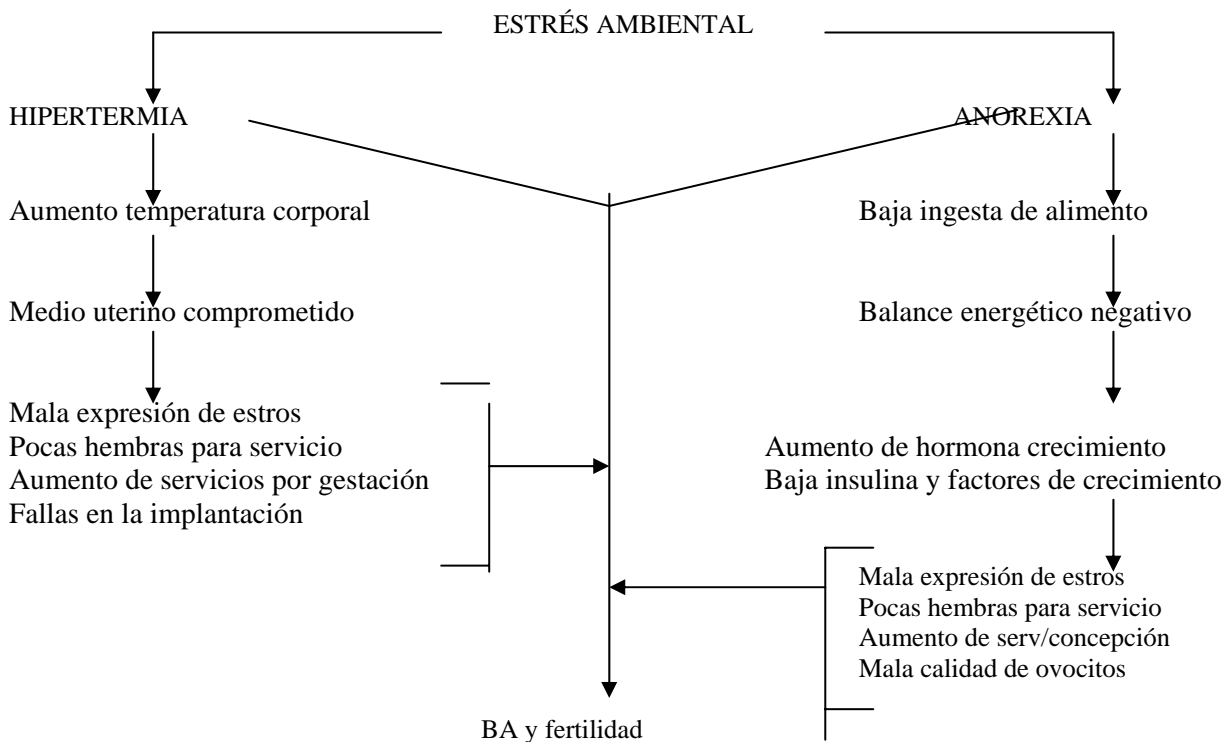 ESTRÉS AMBIENTAL
HIPERTERMIA
ANOREXIA
Aumento temperatura corporal
Baja ingesta de alimento
Medio uterino comprometido
Balance energético negativo
Mala expresión de estros
Pocas hembras para servicio
Aumento de servicios por gestación
Fallas en la implantación
Aumento de hormona crecimiento
Baja insulina y factores de crecimiento
Mala expresión de estros
Pocas hembras para servicio
Aumento de serv/concepción
Mala calidad de ovocitos
BA y fertilidad